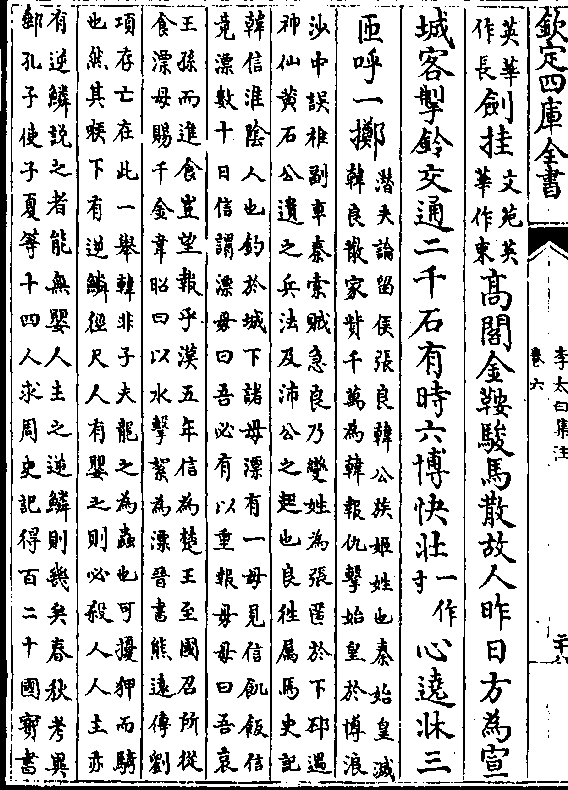 欽定四庫全書
李太白集注
卷六
英華
作長
劍挂
文苑英
華作東
高閣金鞍駿馬散故人昨日方為宣
城客掣鈴交通二千石有時六博快壯
一作
于
心遶牀三
匝呼一擲
潛夫論留侯張良韓公族姬姓也秦始皇滅
韓良散家貲千萬為韓報仇擊始皇於博浪
沙中誤椎副車秦索賊急良乃變姓為張匿於下邳遇
神仙黃石公遺之兵法及沛公之起也良徃屬焉史記
韓信淮陰人也釣於城下諸母漂有一母見信飢飯信
竟漂數十日信謂漂母曰吾必有以重報母母曰吾哀
王孫而進食豈望報乎漢五年信為楚王至國召所從
食漂母賜千金韋昭曰以水擊絮為漂晉書熊遠傳劉
項存亡在此一舉韓非子夫龍之為蟲也可擾狎而騎
也然其喉下有逆鱗徑尺人有嬰之則必殺人人主亦
有逆鱗説之者能無嬰人主之逆鱗則幾矣春秋考異
郵孔子使子夏等十四人求周史記得百二十國寶書